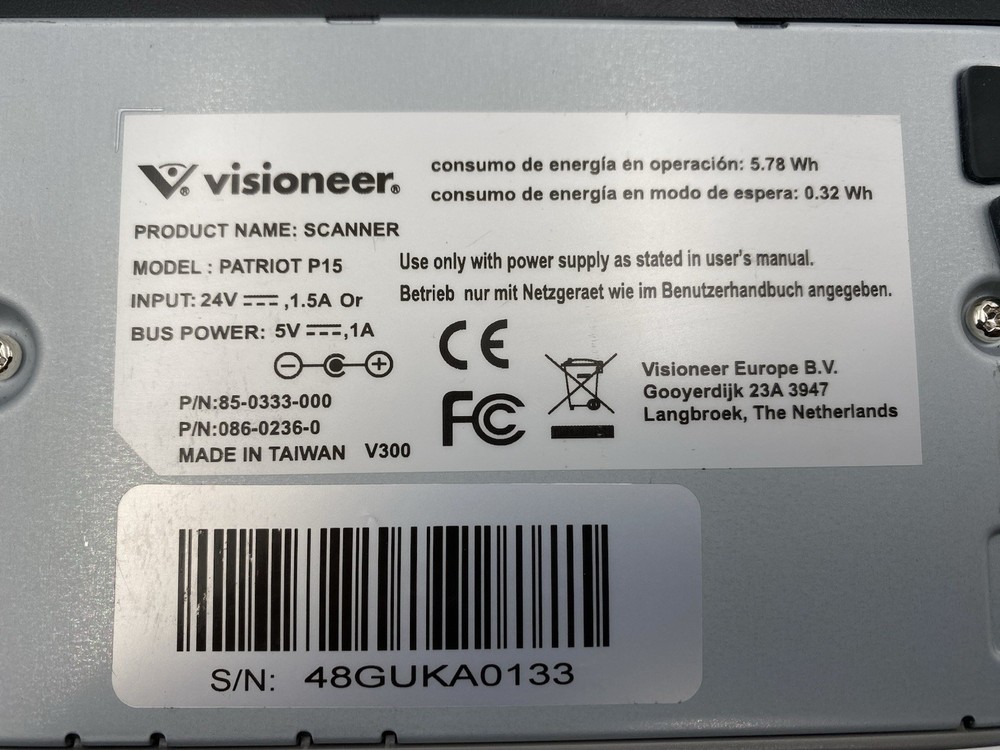 visioneer®
consumo de energía en operación: 5.78 Wh
consumo de energía en modo de espera: 0.32 Wh
PRODUCT NAME: SCANNER
MODEL : PATRIOT P15
INPUT: 24V ⎓ ,1.5A Or
BUS POWER: 5V ⎓ ,1A
Use only with power supply as stated in user's manual.
Betrieb nur mit Netzgeraet wie im Benutzerhandbuch angegeben.
P/N:85-0333-000
P/N:086-0236-0
MADE IN TAIWAN V300
CE
FC
Visioneer Europe B.V.
Gooyerdijk 23A 3947
Langbroek, The Netherlands
S/N: 48GUKA0133